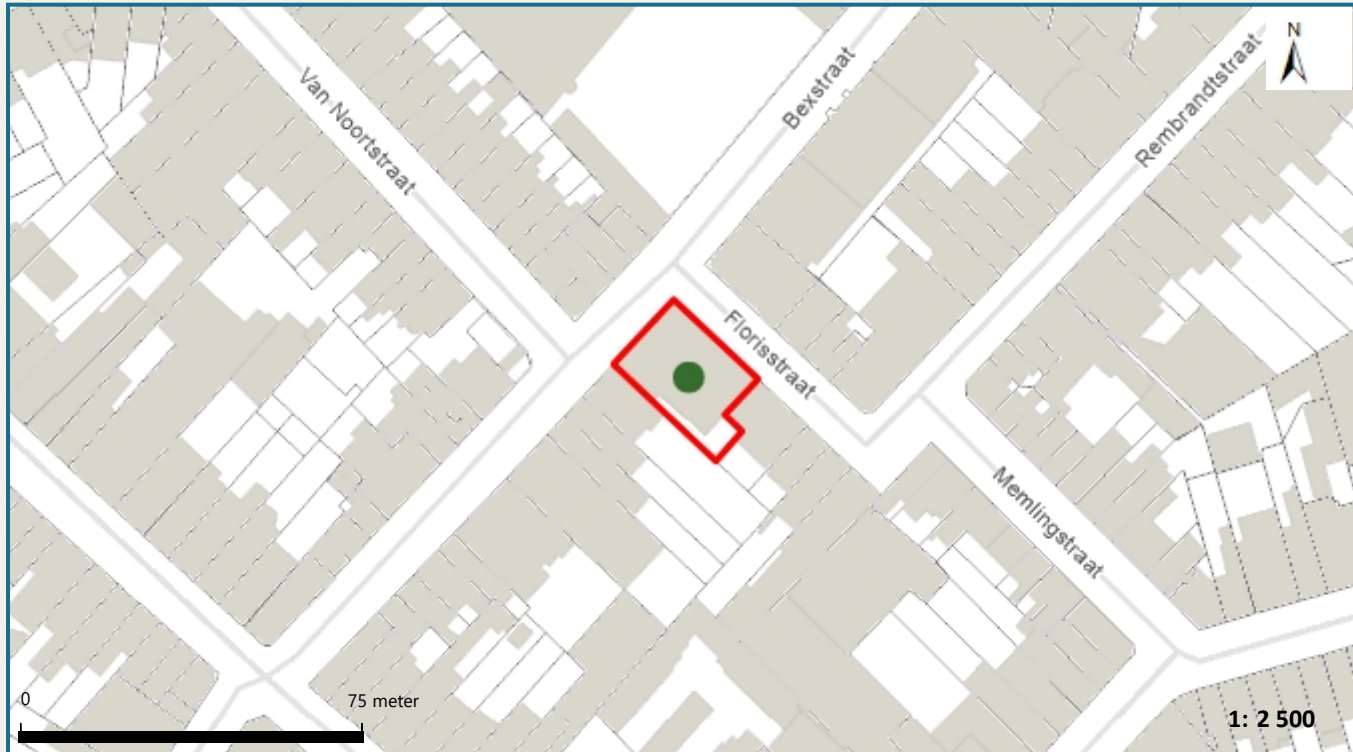 N
Van Noortstraat
Bexstraat
Rembrandtstraat
Florisstraat
Memlingstraat
0
75 meter
1: 2 500